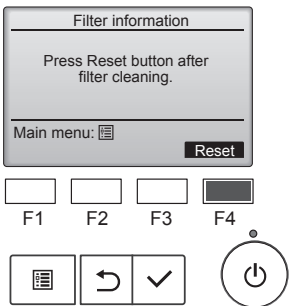 Filter information
Press Reset button after
filter cleaning.
Main menu:
Reset
F1 F2 F3 F4